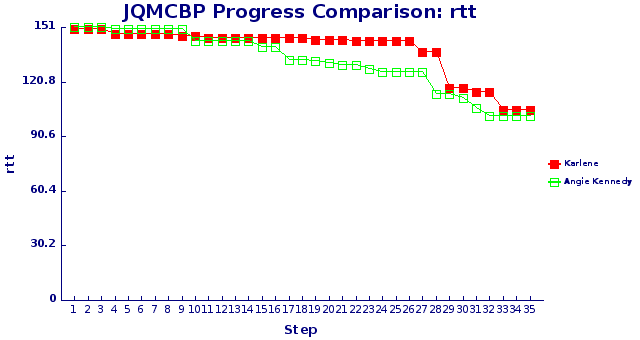 JQMCBP Progress Comparison: rtt
151
120.8
90.6
60.4
30.2
0
rtt
1 2 3 4 5 6 7 8 9 10 11 12 13 14 15 16 17 18 19 20 21 22 23 24 25 26 27 28 29 30 31 32 33 34 35
Step
Karlene
Angie Kennedy